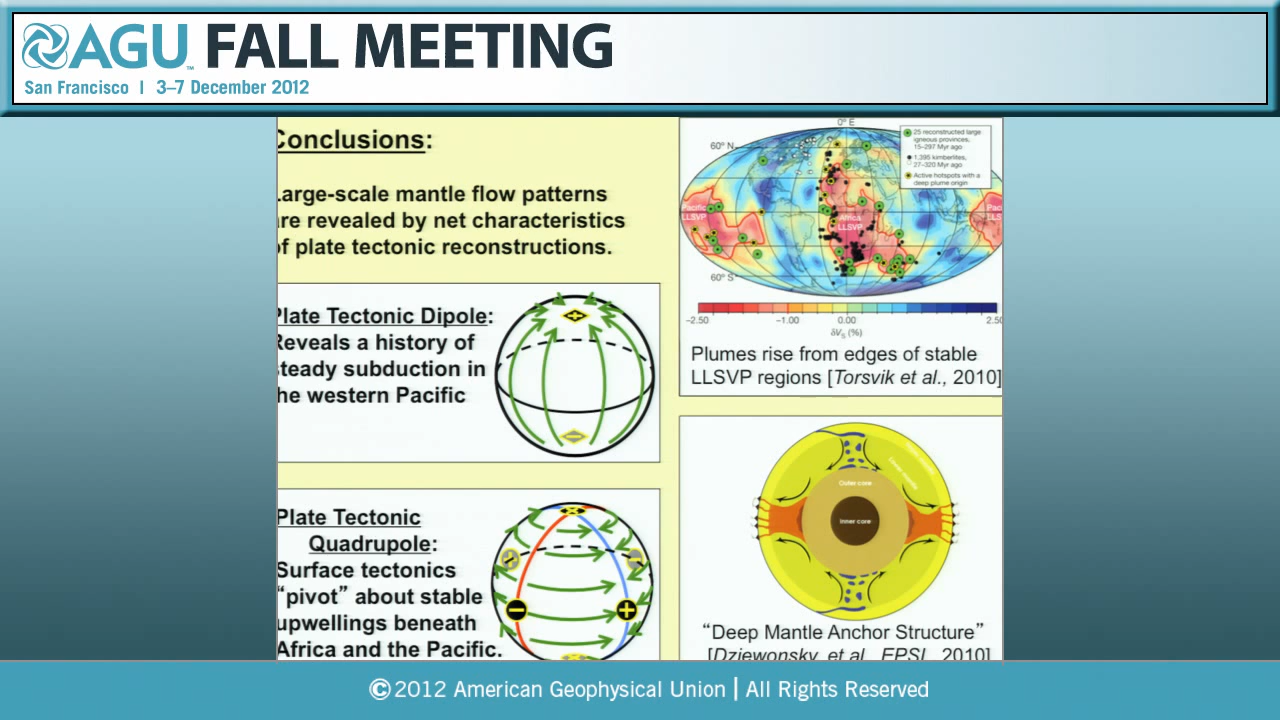 AGU FALL MEETING
San Francisco | 3–7 December 2012
Conclusions:
Large-scale mantle flow patterns
are revealed by net characteristics
of plate tectonic reconstructions.
Plate Tectonic Dipole:
Reveals a history of
steady subduction in
the western Pacific
Plate Tectonic
Quadrupole:
Surface tectonics
“pivot” about stable
upwellings beneath
Africa and the Pacific.
0° E
60° N
60° S
25 reconstructed large
igneous provinces,
15–297 Myr ago
1,395 kimberlites,
27–320 Myr ago
Active hotspots with a
deep plume origin
Pacific
LLSVP
Africa
LLSVP
Paci
LLS
−2.50
−1.00
0.00
2.50
δVS (%)
Plumes rise from edges of stable
LLSVP regions [Torsvik et al., 2010]
Lower mantle
Outer core
Inner core
“Deep Mantle Anchor Structure”
[Dziewonsky et al., EPSL, 2010]
©2012 American Geophysical Union | All Rights Reserved